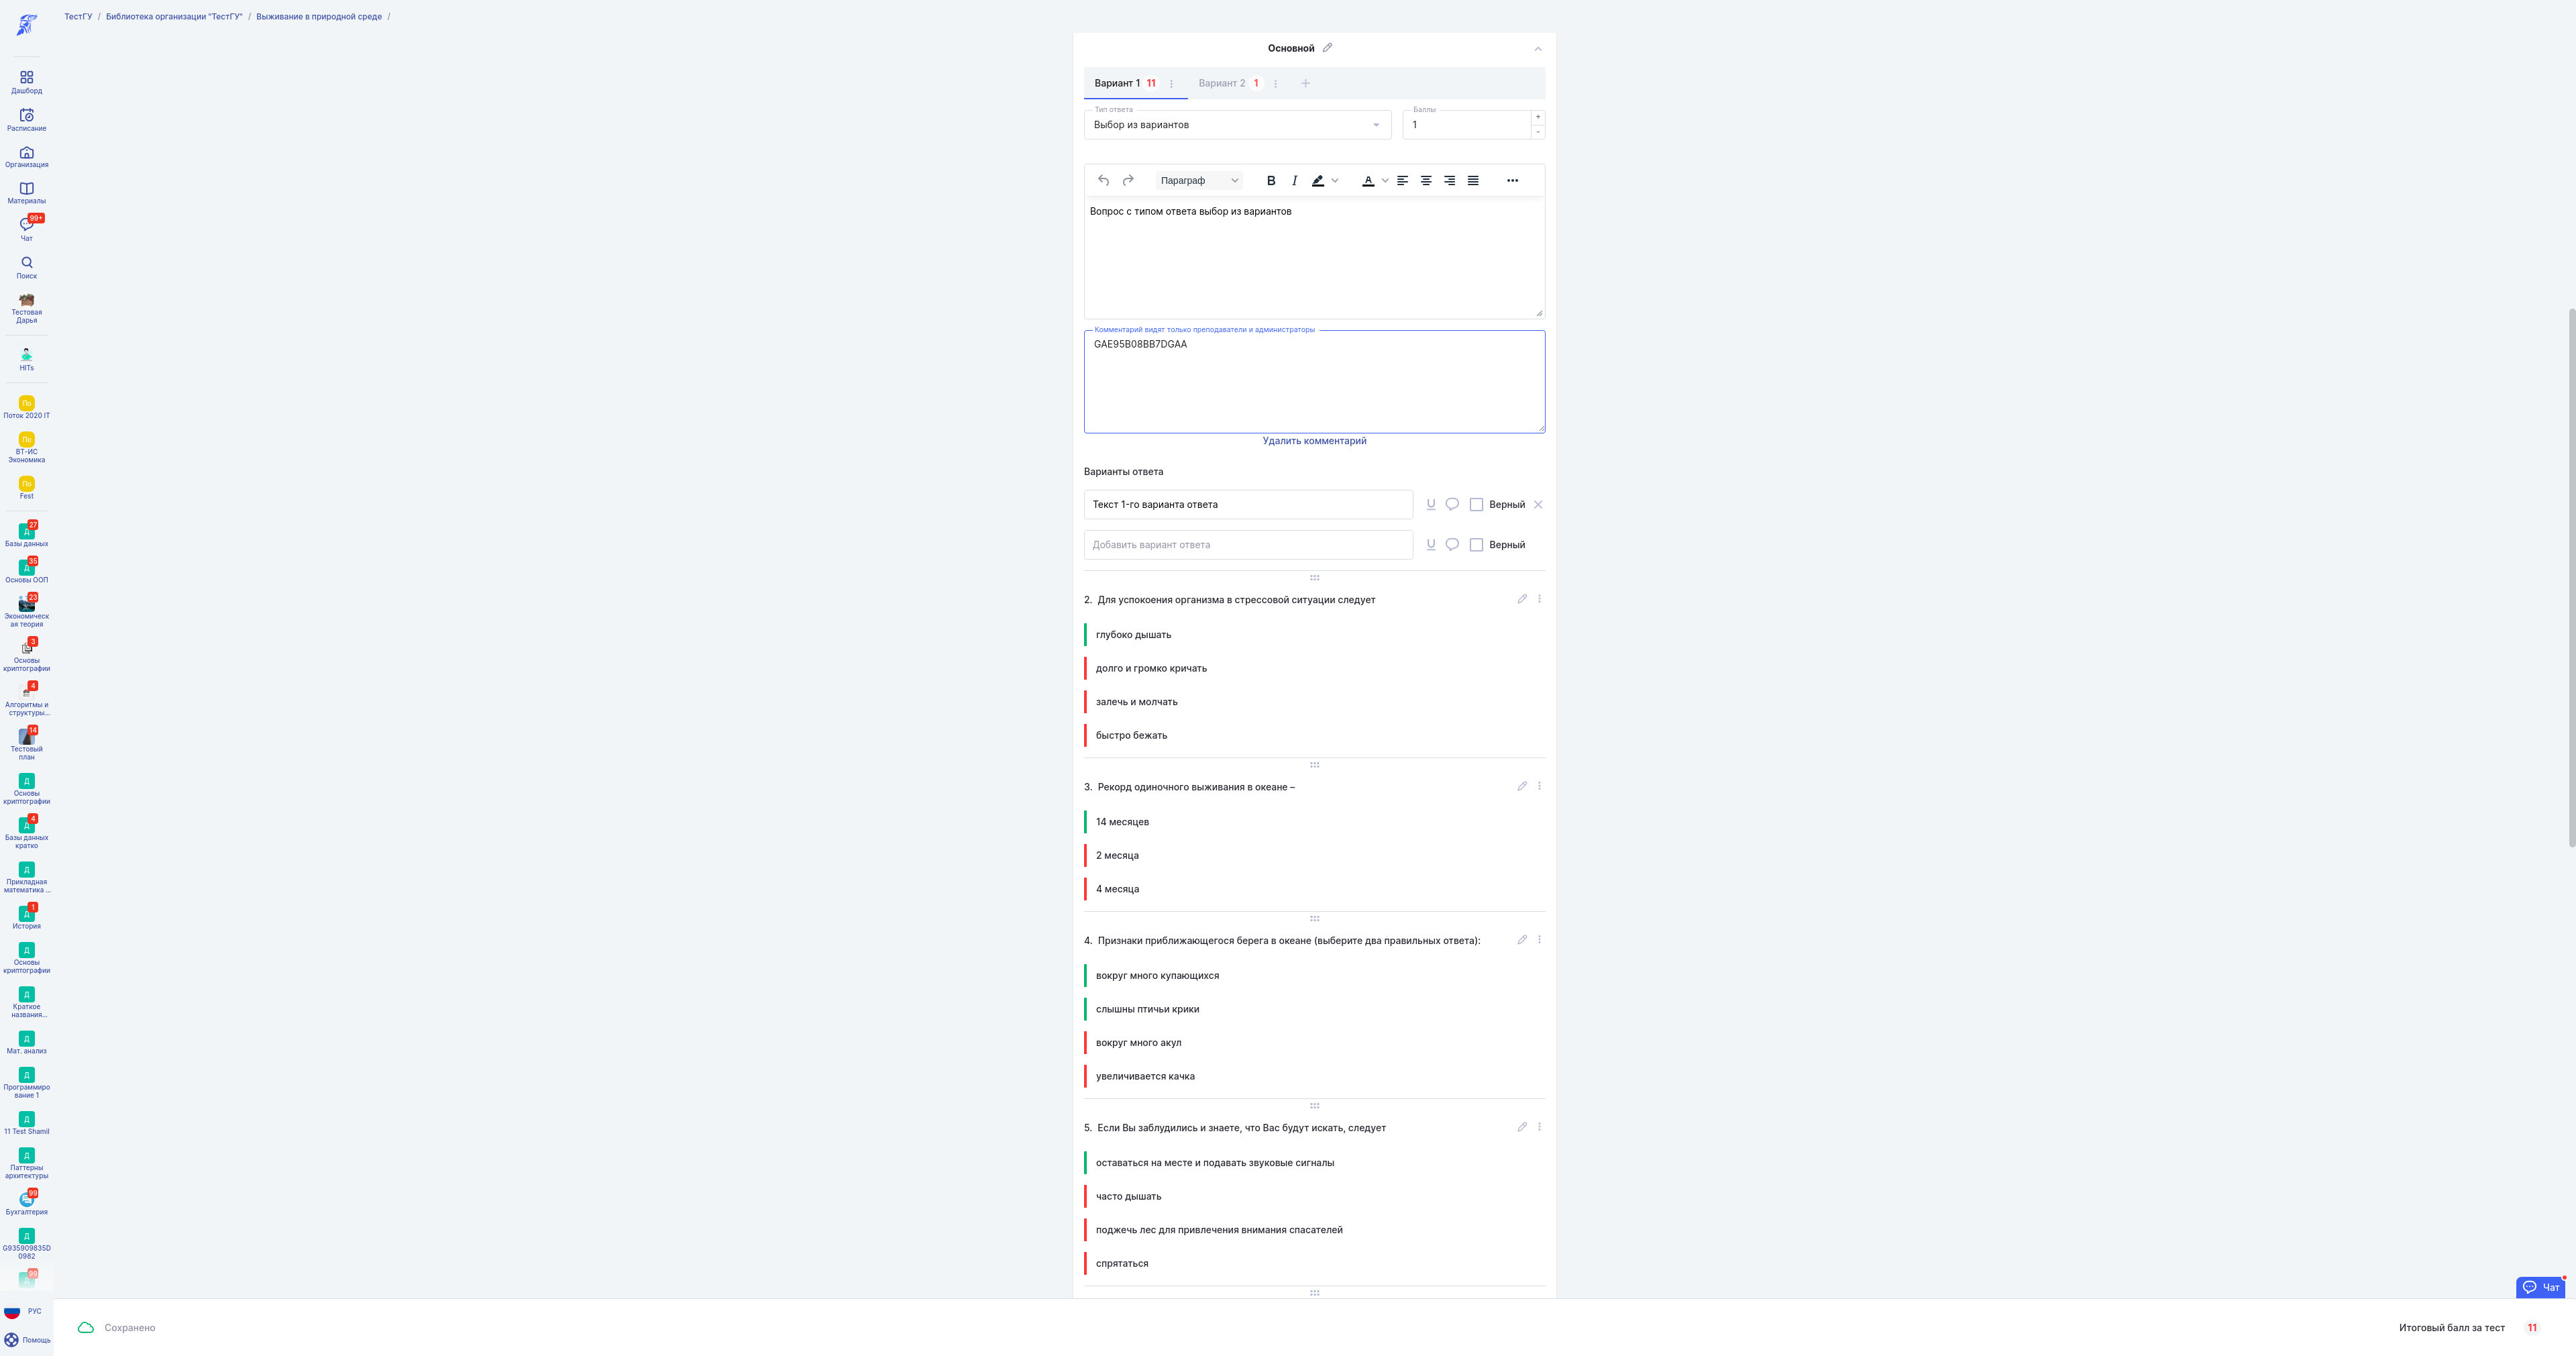 ТестГУ / Библиотека организации "ТестГУ" / Выживание в природной среде /
Дашборд
Расписание
Организация
Материалы
99+
Чат
Поиск
Тестовая
Дарья
HITs
По
Поток 2020 IT
По
ВТ-ИС
Экономика
По
Fest
27
Д
Базы данных
35
Д
Основы ООП
23
Экономическ
ая теория
3
Основы
криптографии
4
Алгоритмы и
структуры...
14
Тестовый
план
Д
Основы
криптографии
4
Д
Базы данных
кратко
Д
Прикладная
математика ...
1
Д
История
Д
Основы
криптографии
Д
Краткое
названия...
Д
Мат. анализ
Д
Программиро
вание 1
Д
11 Test Shamil
Д
Паттерны
архитектуры
99
Бухгалтерия
Д
G935909835D
0982
99
Д
РУС
Помощь
Основной
Вариант 1 11
Вариант 2 1
Тип ответа
Выбор из вариантов
Баллы
1
+
-
Параграф
B I A
Вопрос с типом ответа выбор из вариантов
Комментарий видят только преподаватели и администраторы
GAE95B08BB7DGAA
Удалить комментарий
Варианты ответа
Текст 1-го варианта ответа
U Верный
Добавить вариант ответа
U Верный
2. Для успокоения организма в стрессовой ситуации следует
глубоко дышать
долго и громко кричать
залечь и молчать
быстро бежать
3. Рекорд одиночного выживания в океане –
14 месяцев
2 месяца
4 месяца
4. Признаки приближающегося берега в океане (выберите два правильных ответа):
вокруг много купающихся
слышны птичьи крики
вокруг много акул
увеличивается качка
5. Если Вы заблудились и знаете, что Вас будут искать, следует
оставаться на месте и подавать звуковые сигналы
часто дышать
поджечь лес для привлечения внимания спасателей
спрятаться
Чат
Сохранено
Итоговый балл за тест 11